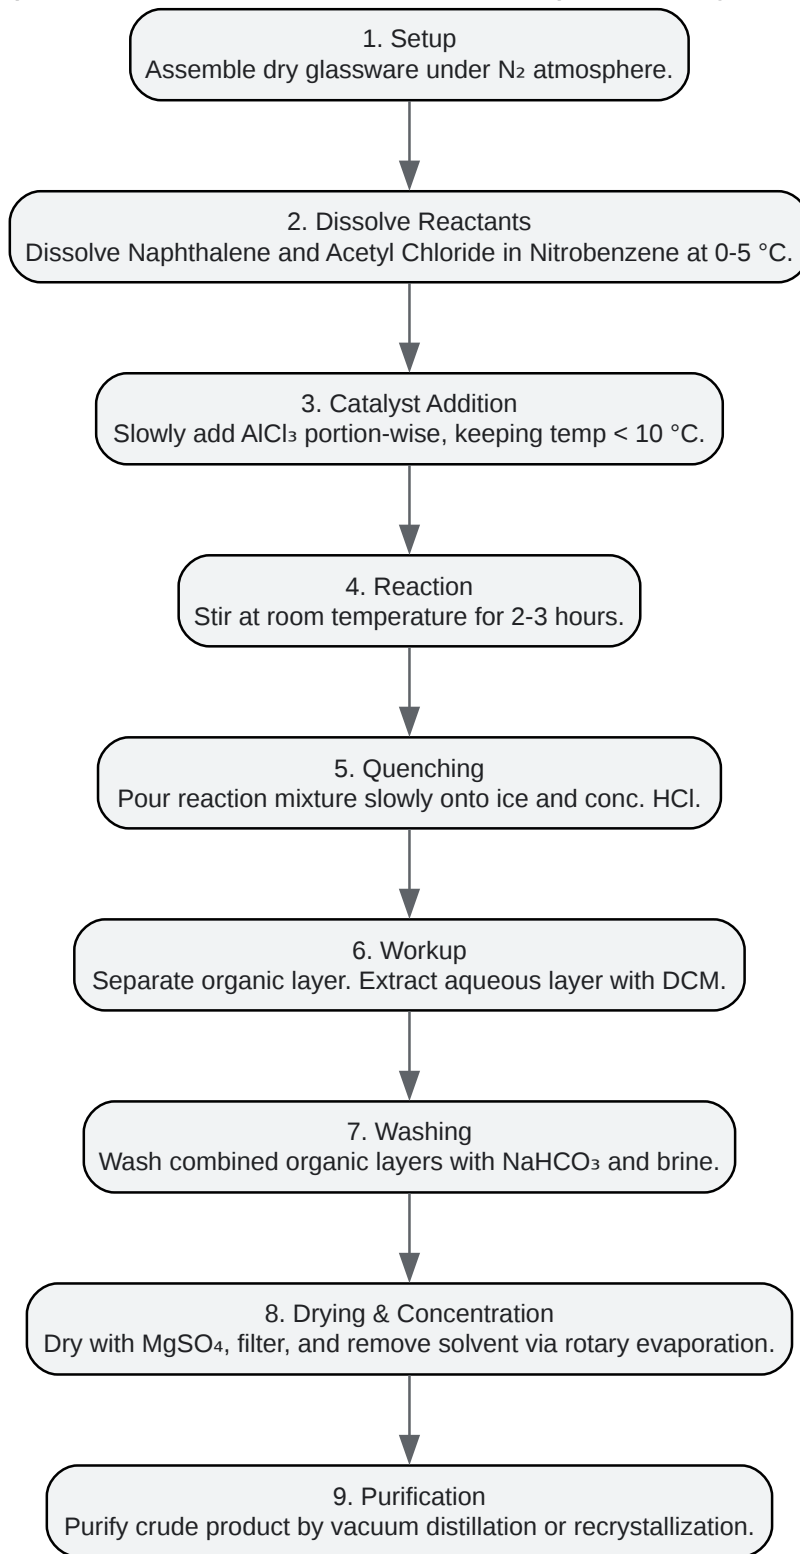 1. Setup
Assemble dry glassware under N₂ atmosphere.
2. Dissolve Reactants
Dissolve Naphthalene and Acetyl Chloride in Nitrobenzene at 0-5 °C.
3. Catalyst Addition
Slowly add AlCl₃ portion-wise, keeping temp < 10 °C.
4. Reaction
Stir at room temperature for 2-3 hours.
5. Quenching
Pour reaction mixture slowly onto ice and conc. HCl.
6. Workup
Separate organic layer. Extract aqueous layer with DCM.
7. Washing
Wash combined organic layers with NaHCO₃ and brine.
8. Drying & Concentration
Dry with MgSO₄, filter, and remove solvent via rotary evaporation.
9. Purification
Purify crude product by vacuum distillation or recrystallization.